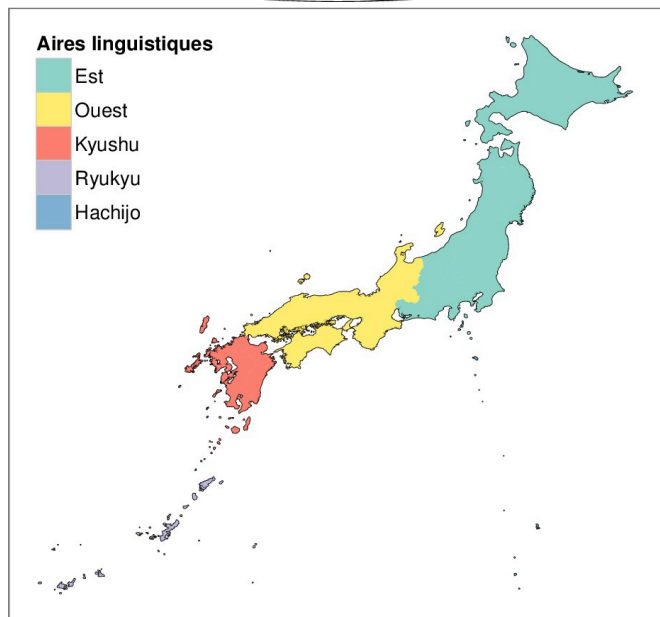 Aires linguistiques
Est
Ouest
Kyushu
Ryukyu
Hachijo